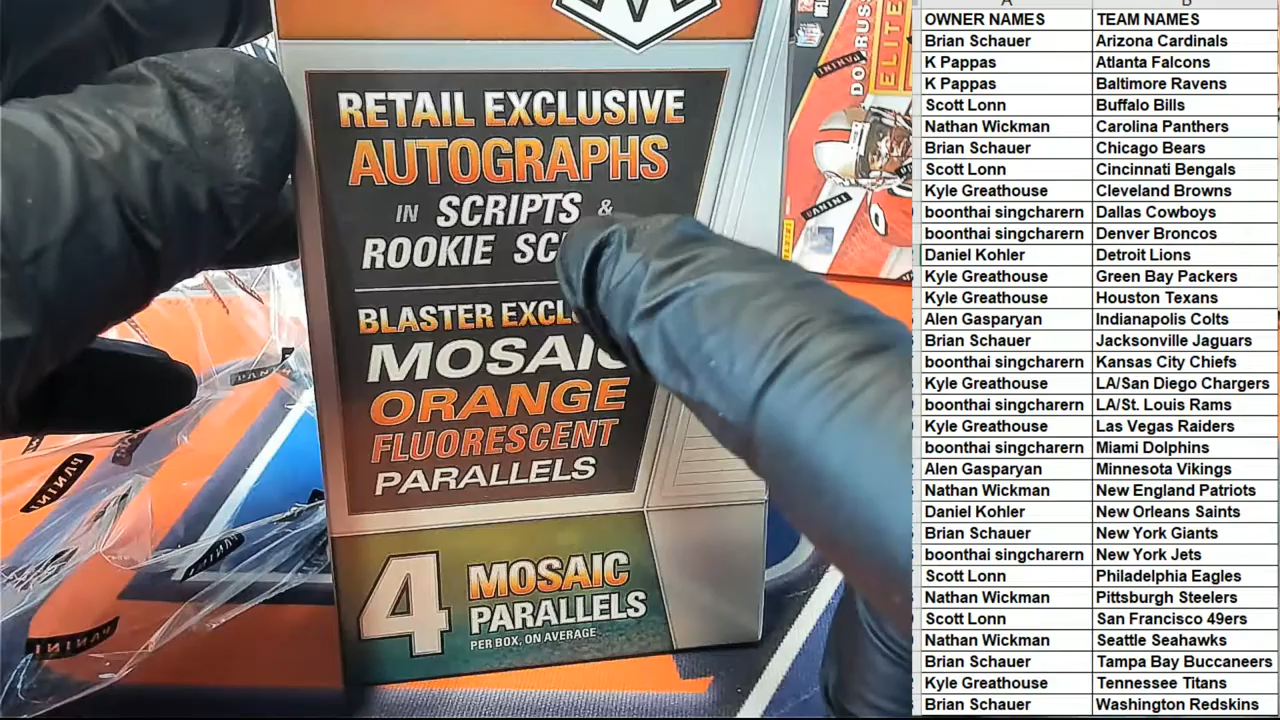 RETAIL EXCLUSIVE
AUTOGRAPHS
IN SCRIPTS &
ROOKIE
BLASTER
MOSAIC
ORANGE
FLUORESCENT
PARALLELS
4 MOSAIC
PARALLELS
PER BOX, ON AVERAGE
PANINI
PANINI
PANINI
PANINI
PANINI
PANINI
ELITE
OWNER NAMES TEAM NAMES
Brian Schauer Arizona Cardinals
K Pappas Atlanta Falcons
K Pappas Baltimore Ravens
Scott Lonn Buffalo Bills
Nathan Wickman Carolina Panthers
Brian Schauer Chicago Bears
Scott Lonn Cincinnati Bengals
Kyle Greathouse Cleveland Browns
boonthai singcharern Dallas Cowboys
boonthai singcharern Denver Broncos
Daniel Kohler Detroit Lions
Kyle Greathouse Green Bay Packers
Kyle Greathouse Houston Texans
Alen Gasparyan Indianapolis Colts
Brian Schauer Jacksonville Jaguars
boonthai singcharern Kansas City Chiefs
Kyle Greathouse LA/San Diego Chargers
boonthai singcharern LA/St. Louis Rams
Kyle Greathouse Las Vegas Raiders
boonthai singcharern Miami Dolphins
Alen Gasparyan Minnesota Vikings
Nathan Wickman New England Patriots
Daniel Kohler New Orleans Saints
Brian Schauer New York Giants
boonthai singcharern New York Jets
Scott Lonn Philadelphia Eagles
Nathan Wickman Pittsburgh Steelers
Scott Lonn San Francisco 49ers
Nathan Wickman Seattle Seahawks
Brian Schauer Tampa Bay Buccaneers
Kyle Greathouse Tennessee Titans
Brian Schauer Washington Redskins